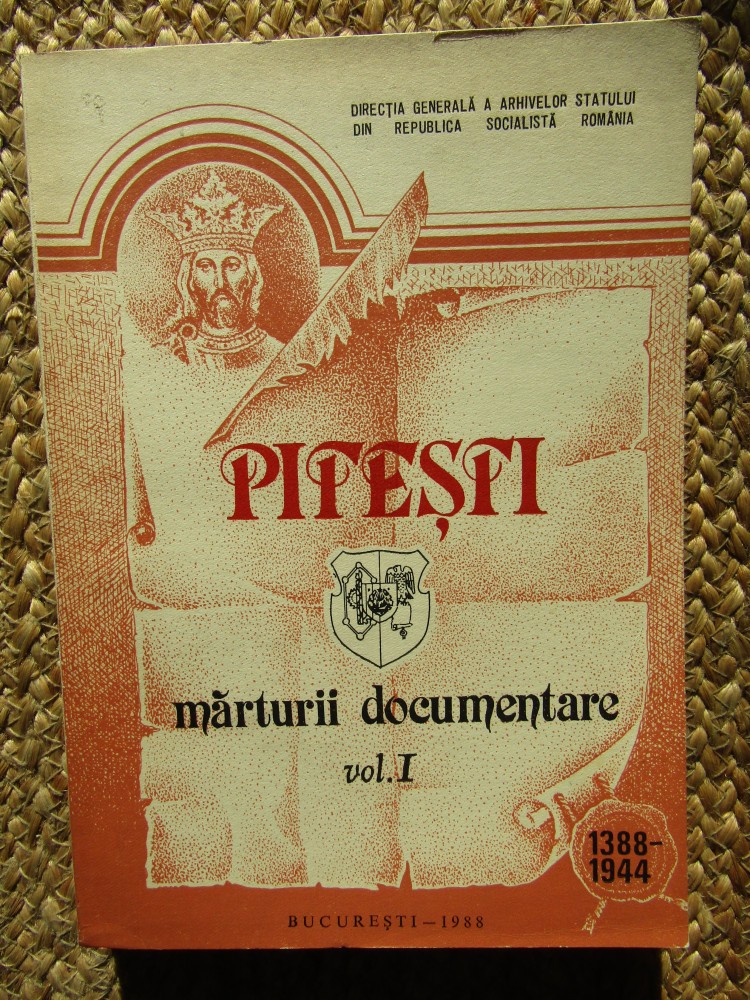 DIRECȚIA GENERALĂ A ARHIVELOR STATULUI
DIN REPUBLICA SOCIALISTĂ ROMÂNIA
PITEȘTI
mărturii documentare
vol. I
1388-
1944
BUCUREȘTI — 1988